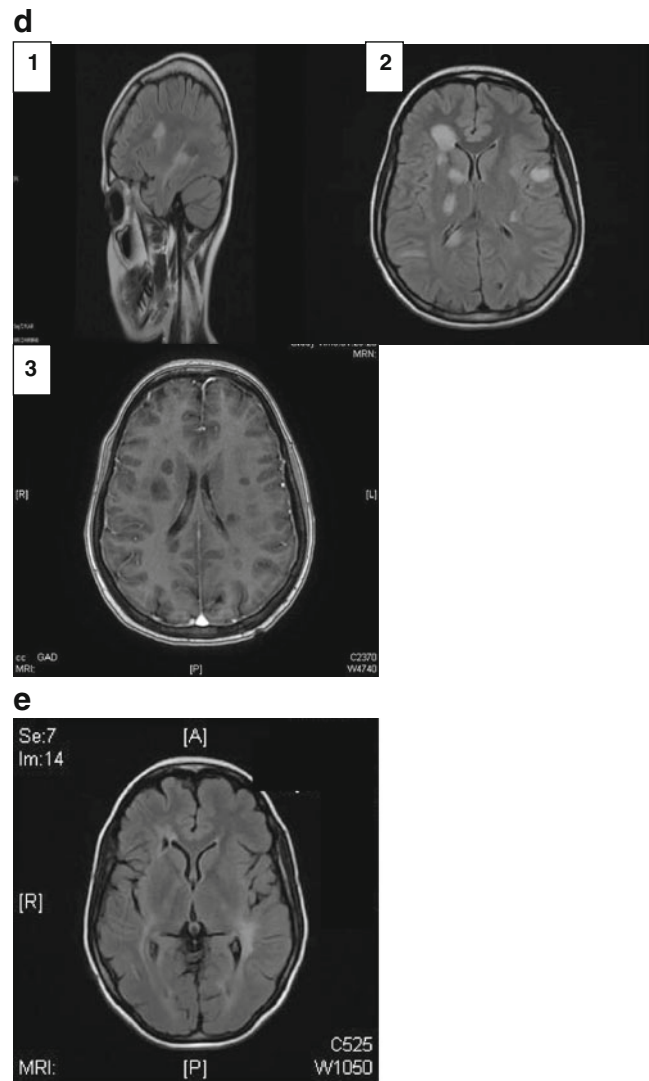 d
1
2
MRN:
3
[R]
[L]
cc GAD
MRI:
[P]
C2370
W4740
e
Se:7
Im:14
[A]
[R]
C525
W1050
MRI:
[P]